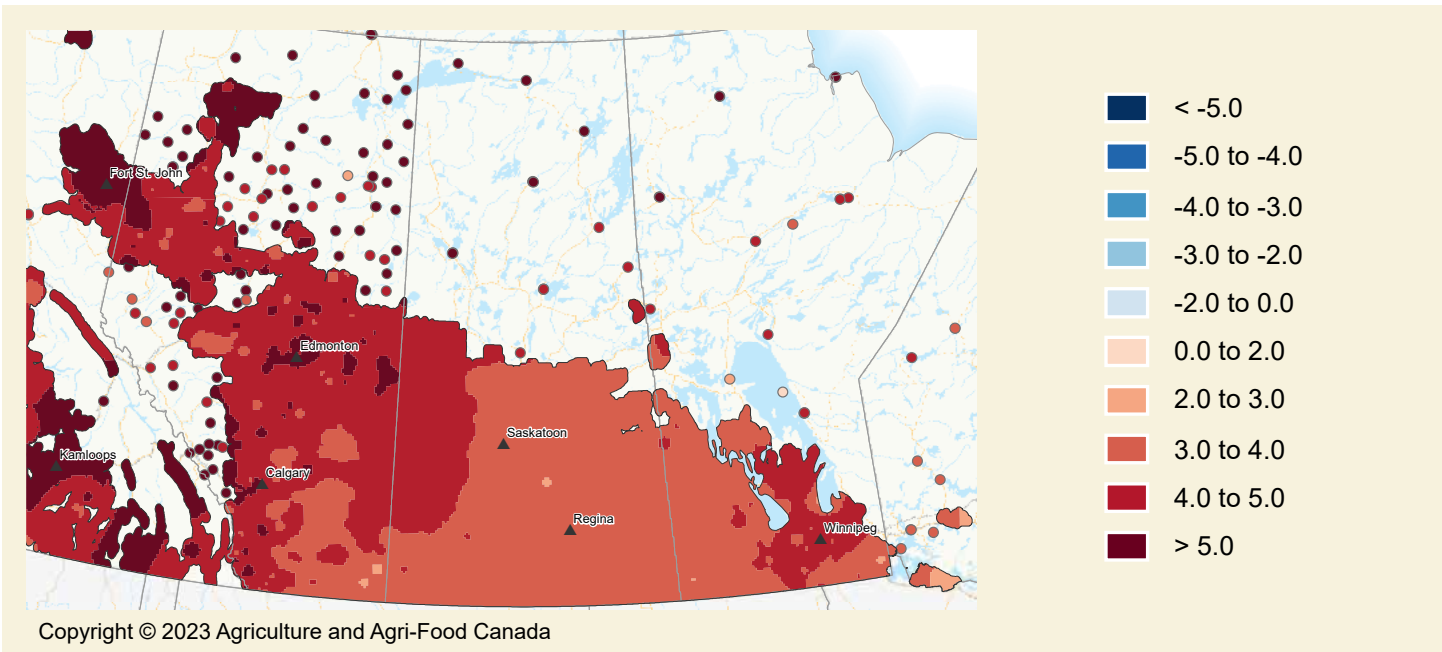 Fort St. John
Edmonton
Saskatoon
Kamloops
Calgary
Regina
Winnipeg
< -5.0
-5.0 to -4.0
-4.0 to -3.0
-3.0 to -2.0
-2.0 to 0.0
0.0 to 2.0
2.0 to 3.0
3.0 to 4.0
4.0 to 5.0
> 5.0
Copyright © 2023 Agriculture and Agri-Food Canada